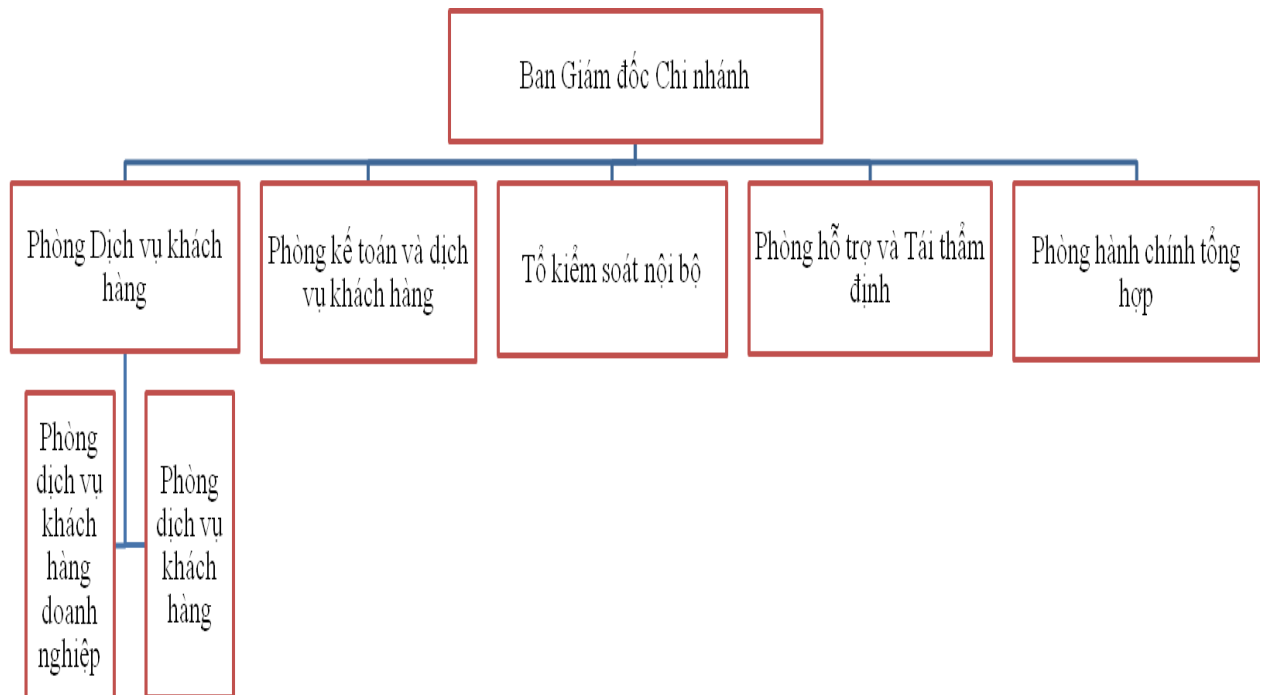 Ban Giám đốc Chi nhánh
Phòng Dịch vụ khách
hàng
Phòng kế toán và dịch
vụ khách hàng
Tổ kiểm soát nội bộ
Phòng hỗ trợ và Tái thẩm
định
Phòng hành chính tổng
hợp
Phòng
dịch vụ
khách
hàng
doanh
nghiệp
Phòng
dịch vụ
khách
hàng